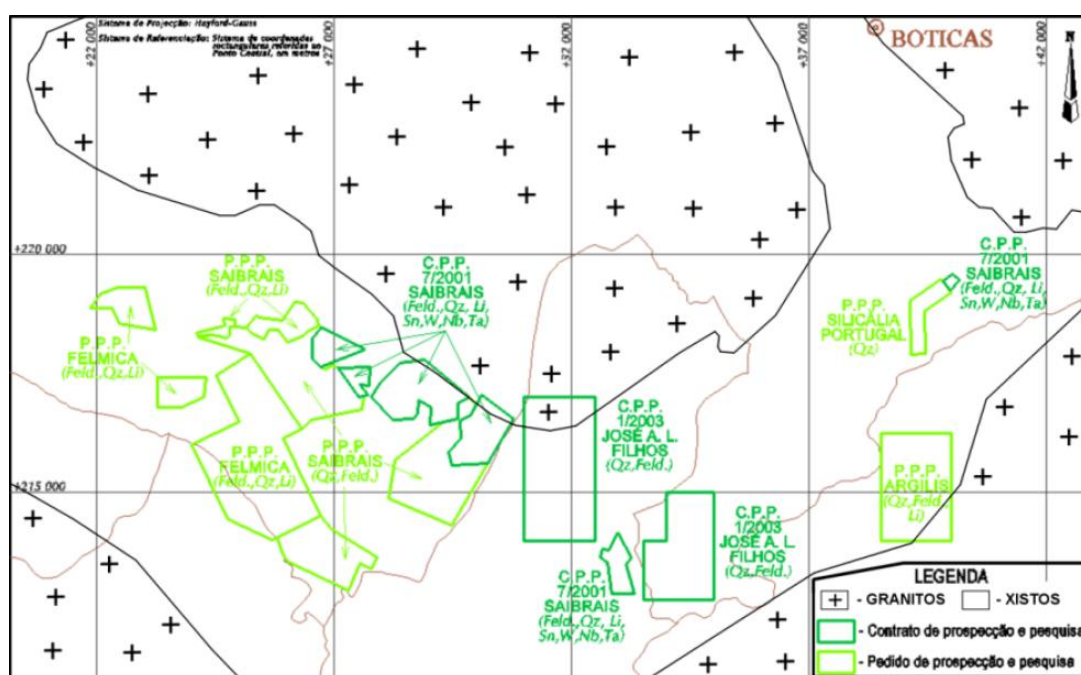 Sistema de Projecção: Hayford-Gauss
Sistema de Referenciação: Sistema de coordenadas
rectangulares referidas ao
Ponto Central, em metros
+22 000
+27 000
+32 000
+37 000
+42 000
BOTICAS
N
+220 000
+215 000
P.P.P.
SAIBRAIS
(Feld.,Qz,Li)
C.P.P.
7/2001
SAIBRAIS
(Feld.,Qz, Li,
Sn,W,Nb,Ta)
C.P.P.
7/2001
SAIBRAIS
(Feld.,Qz, Li,
Sn,W,Nb,Ta)
P.P.P.
SILICÁLIA
PORTUGAL
(Qz)
P.P.P.
FELMICA
(Feld.,Qz,Li)
C.P.P.
1/2003
JOSÉ A. L.
FILHOS
(Qz,Feld.)
P.P.P.
FELMICA
(Feld.,Qz,Li)
P.P.P.
SAIBRAIS
(Qz,Feld.)
P.P.P.
ARGILIS
(Qz,Feld.,
Li)
C.P.P.
1/2003
JOSÉ A. L.
FILHOS
(Qz,Feld.)
C.P.P.
7/2001
SAIBRAIS
(Feld.,Qz, Li,
Sn,W,Nb,Ta)
LEGENDA
- GRANITOS
- XISTOS
- Contrato de prospecção e pesquisa
- Pedido de prospecção e pesquisa